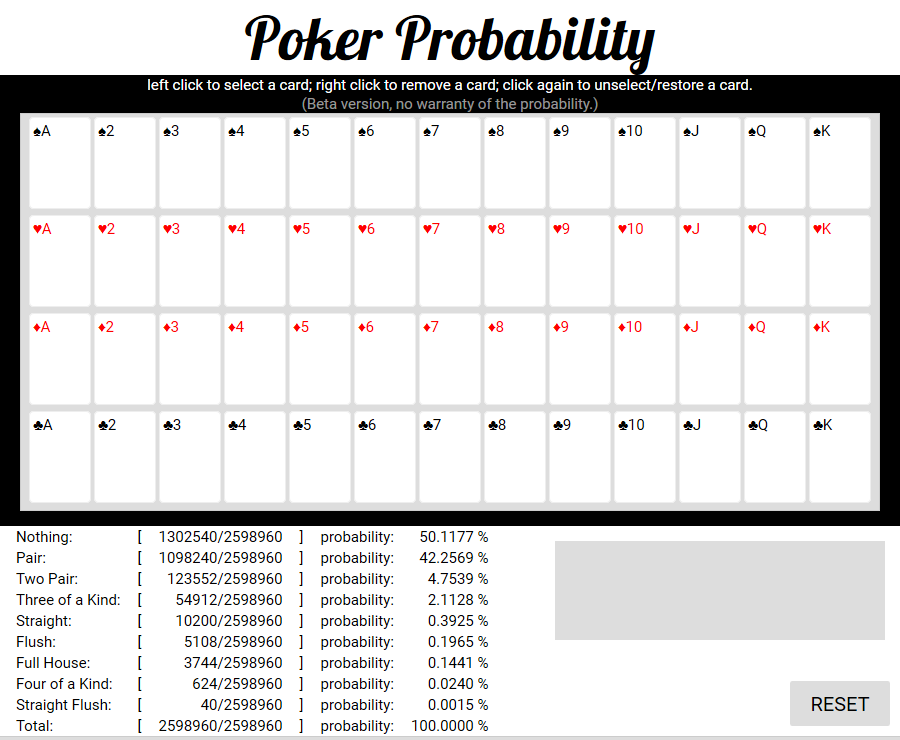 Poker Probability
left click to select a card; right click to remove a card; click again to unselect/restore a card.
(Beta version, no warranty of the probability.)
♠A ♠2 ♠3 ♠4 ♠5 ♠6 ♠7 ♠8 ♠9 ♠10 ♠J ♠Q ♠K
♥A ♥2 ♥3 ♥4 ♥5 ♥6 ♥7 ♥8 ♥9 ♥10 ♥J ♥Q ♥K
♦A ♦2 ♦3 ♦4 ♦5 ♦6 ♦7 ♦8 ♦9 ♦10 ♦J ♦Q ♦K
♣A ♣2 ♣3 ♣4 ♣5 ♣6 ♣7 ♣8 ♣9 ♣10 ♣J ♣Q ♣K
Nothing: [ 1302540/2598960 ] probability: 50.1177 %
Pair: [ 1098240/2598960 ] probability: 42.2569 %
Two Pair: [ 123552/2598960 ] probability: 4.7539 %
Three of a Kind: [ 54912/2598960 ] probability: 2.1128 %
Straight: [ 10200/2598960 ] probability: 0.3925 %
Flush: [ 5108/2598960 ] probability: 0.1965 %
Full House: [ 3744/2598960 ] probability: 0.1441 %
Four of a Kind: [ 624/2598960 ] probability: 0.0240 %
Straight Flush: [ 40/2598960 ] probability: 0.0015 %
Total: [ 2598960/2598960 ] probability: 100.0000 %
RESET